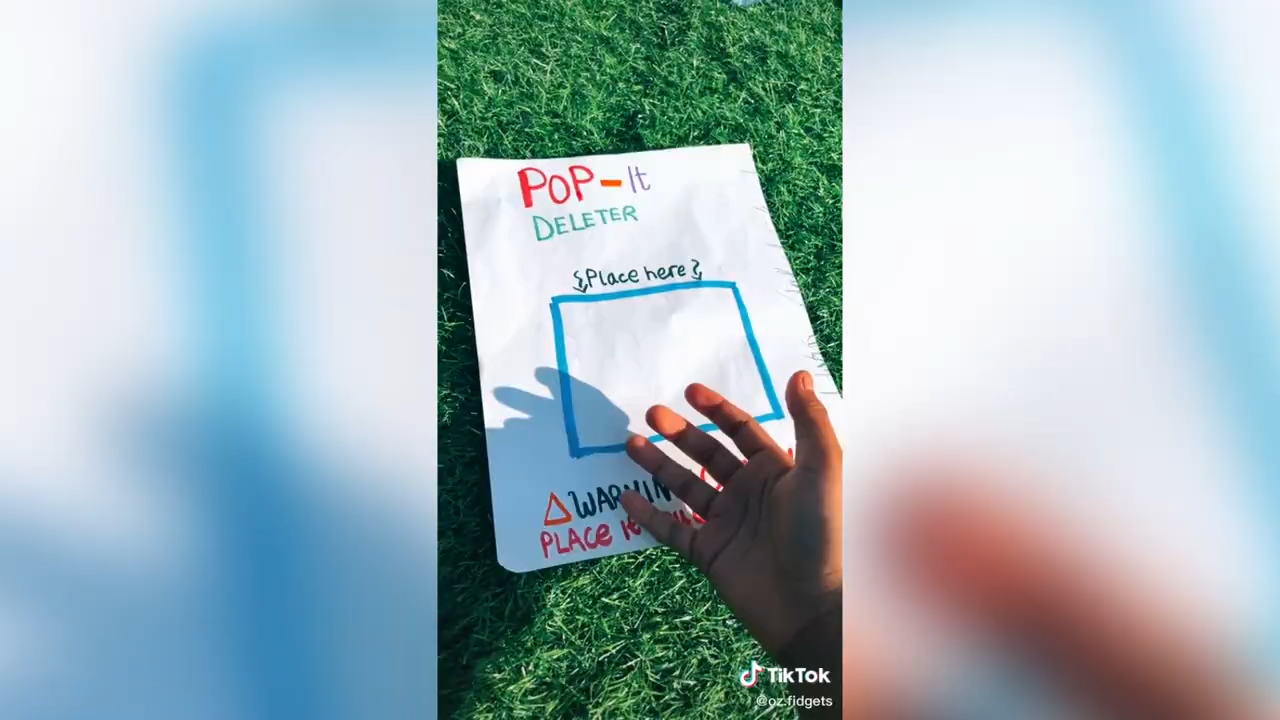 POP-It
DELETER
{Place here}
WARNIN
PLACE
TikTok
@oz.fidgets